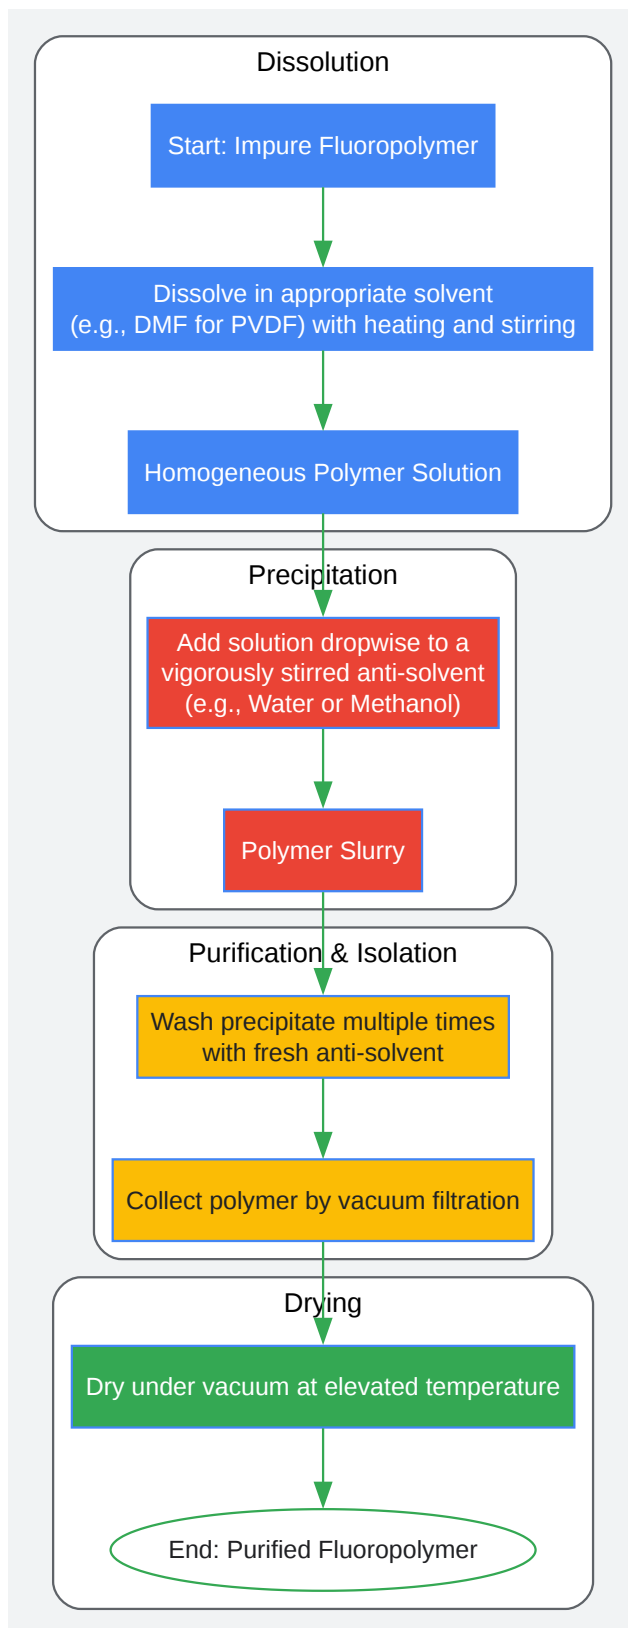 Dissolution
Start: Impure Fluoropolymer
Dissolve in appropriate solvent
(e.g., DMF for PVDF) with heating and stirring
Homogeneous Polymer Solution
Precipitation
Add solution dropwise to a
vigorously stirred anti-solvent
(e.g., Water or Methanol)
Polymer Slurry
Purification & Isolation
Wash precipitate multiple times
with fresh anti-solvent
Collect polymer by vacuum filtration
Drying
Dry under vacuum at elevated temperature
End: Purified Fluoropolymer